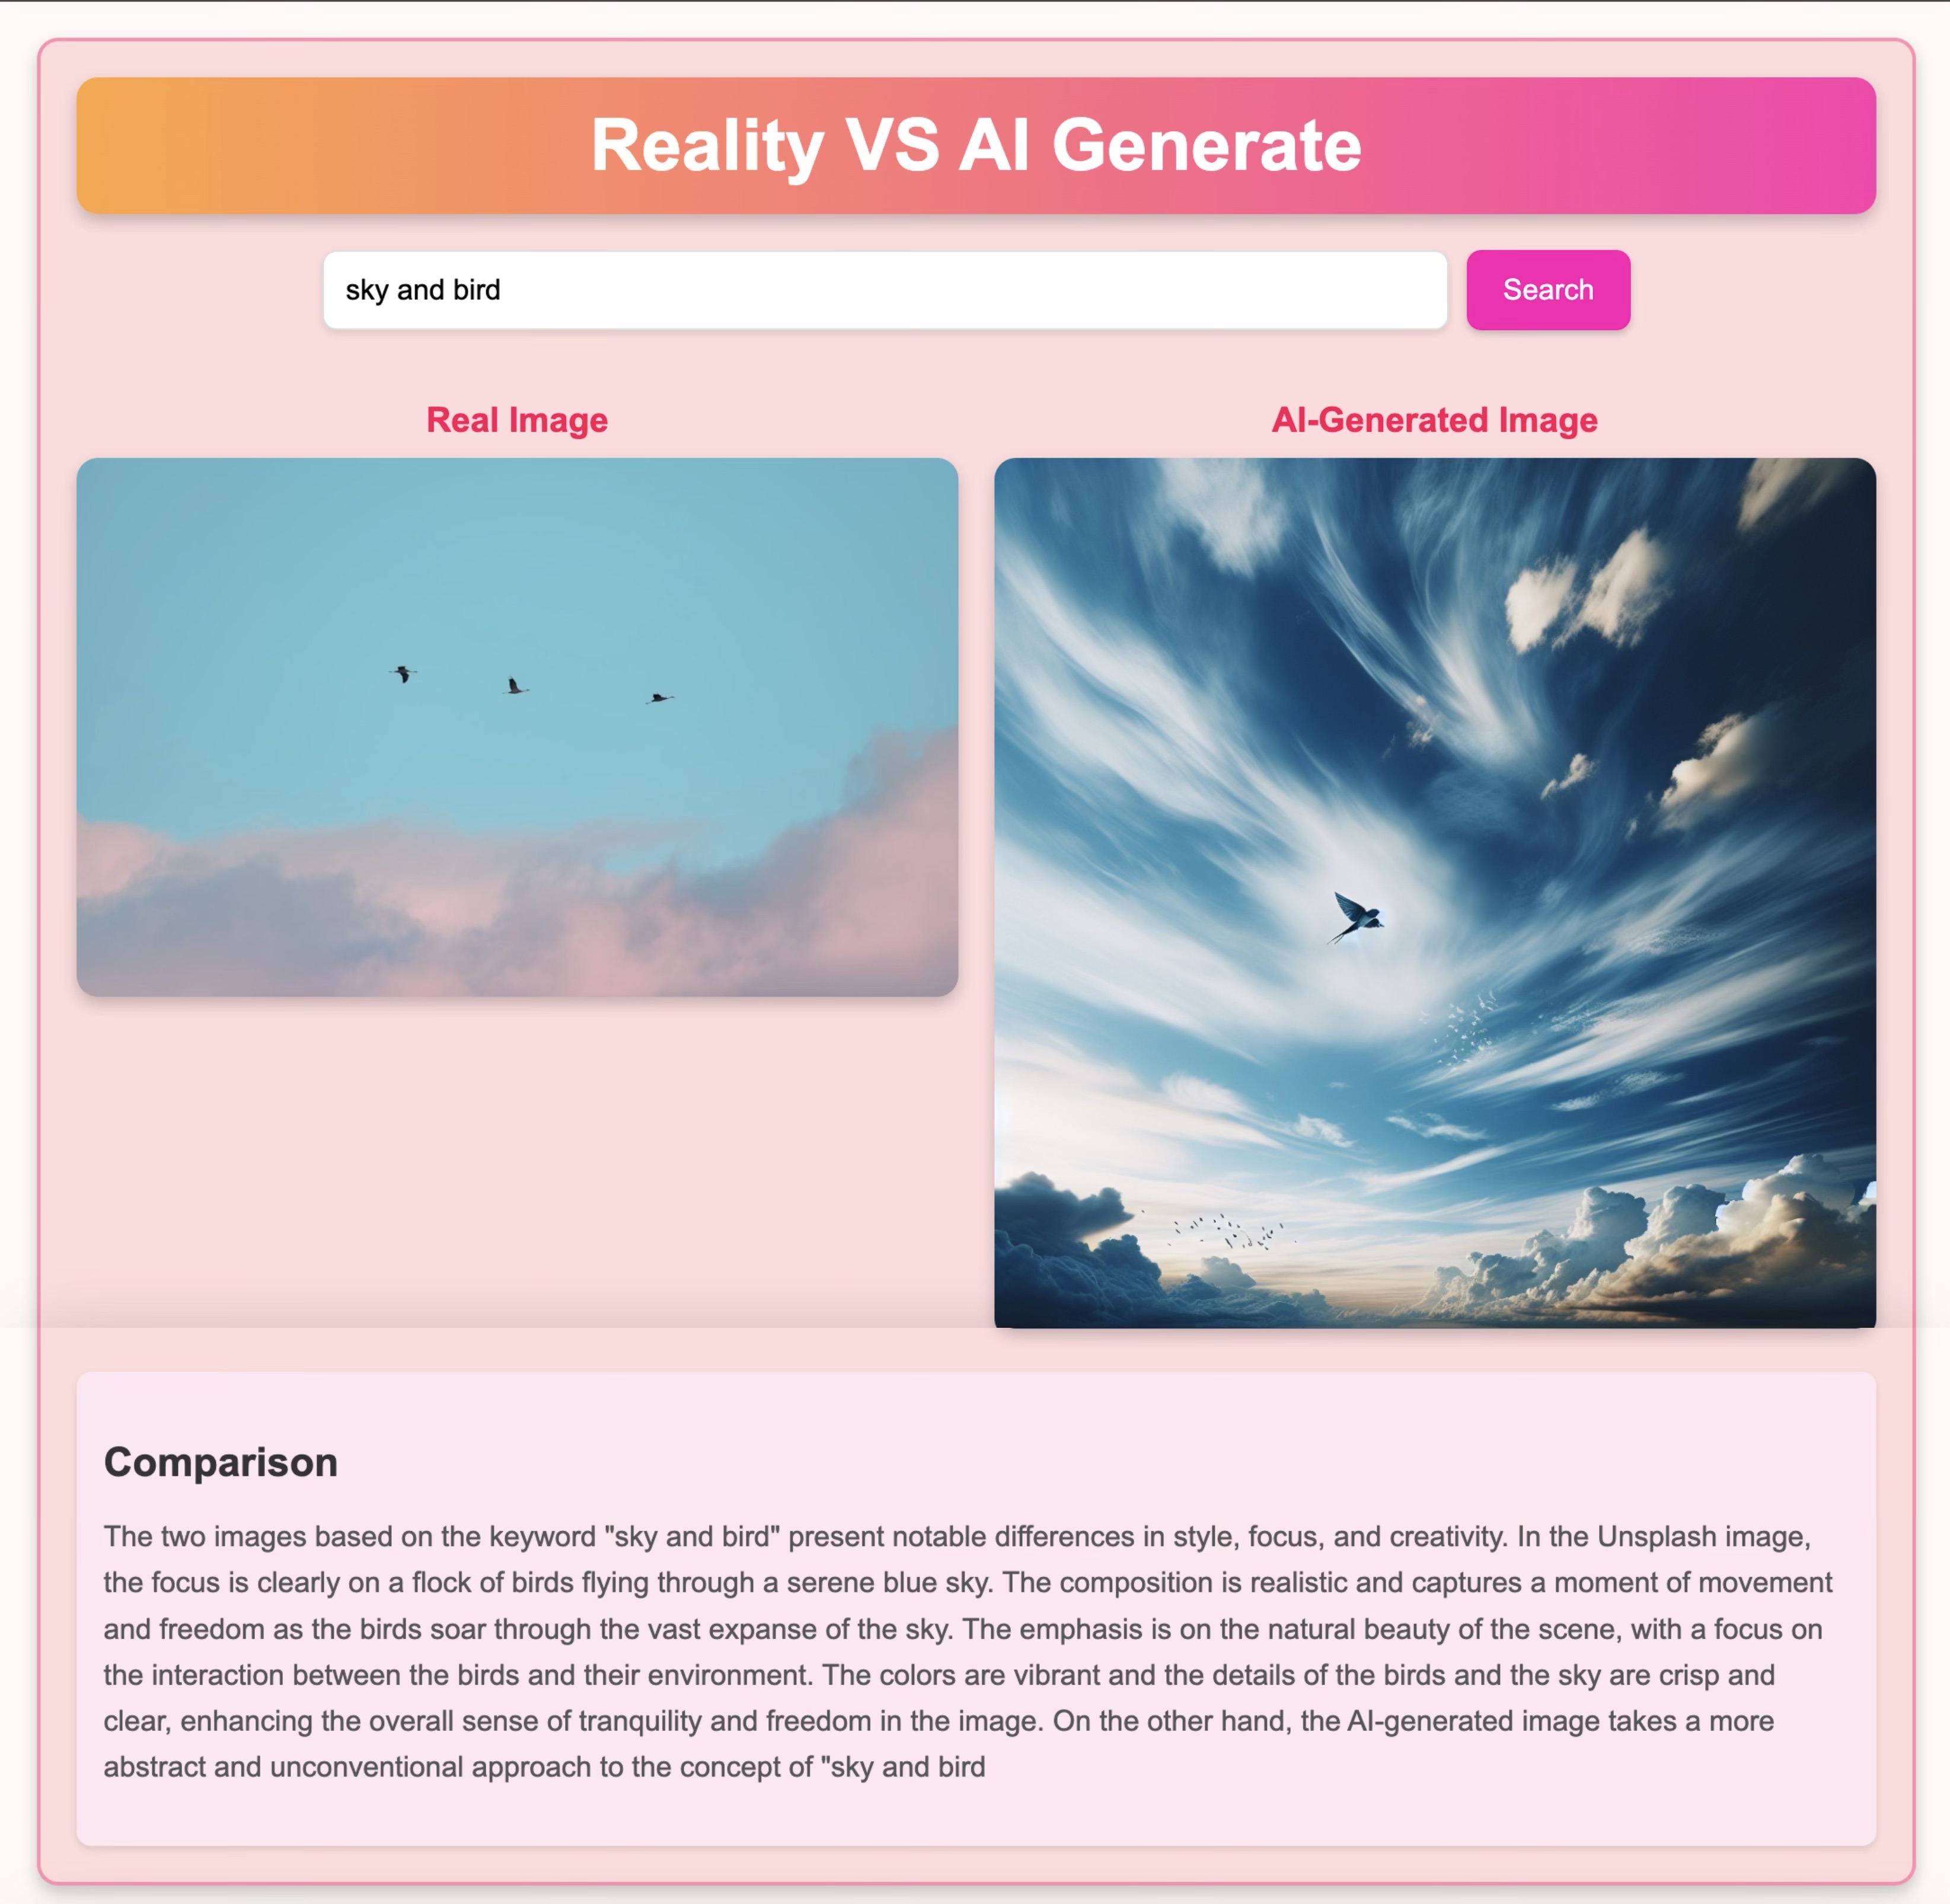 Reality VS AI Generate
sky and bird
Search
Real Image
AI-Generated Image
Comparison
The two images based on the keyword "sky and bird" present notable differences in style, focus, and creativity. In the Unsplash image,
the focus is clearly on a flock of birds flying through a serene blue sky. The composition is realistic and captures a moment of movement
and freedom as the birds soar through the vast expanse of the sky. The emphasis is on the natural beauty of the scene, with a focus on
the interaction between the birds and their environment. The colors are vibrant and the details of the birds and the sky are crisp and
clear, enhancing the overall sense of tranquility and freedom in the image. On the other hand, the AI-generated image takes a more
abstract and unconventional approach to the concept of "sky and bird